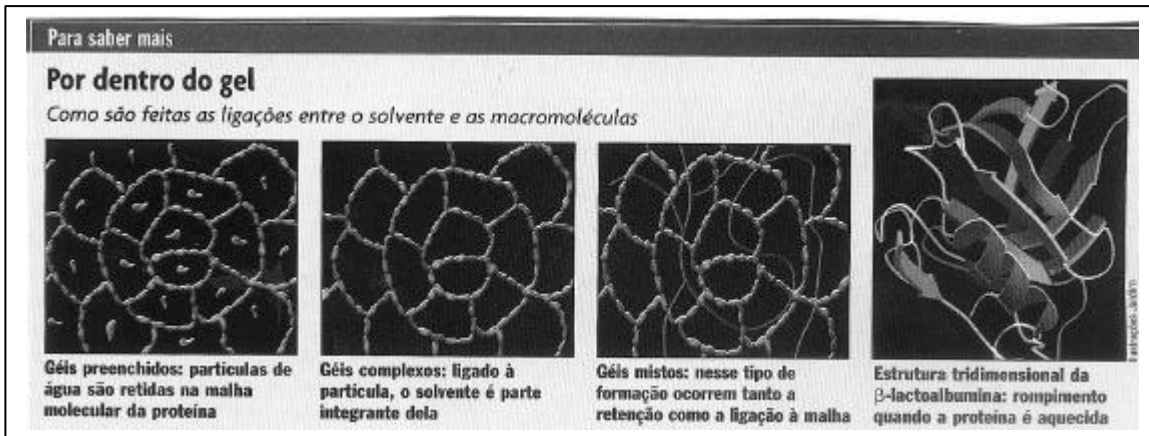 Para saber mais
Por dentro do gel
Como são feitas as ligações entre o solvente e as macromoléculas
Géis preenchidos: partículas de
água são retidas na malha
molecular da proteína
Géis complexos: ligado à
partícula, o solvente é parte
integrante dela
Géis mistos: nesse tipo de
formação ocorrem tanto a
retenção como a ligação à malha
Estrutura tridimensional da
β-lactoalbumina: rompimento
quando a proteína é aquecida